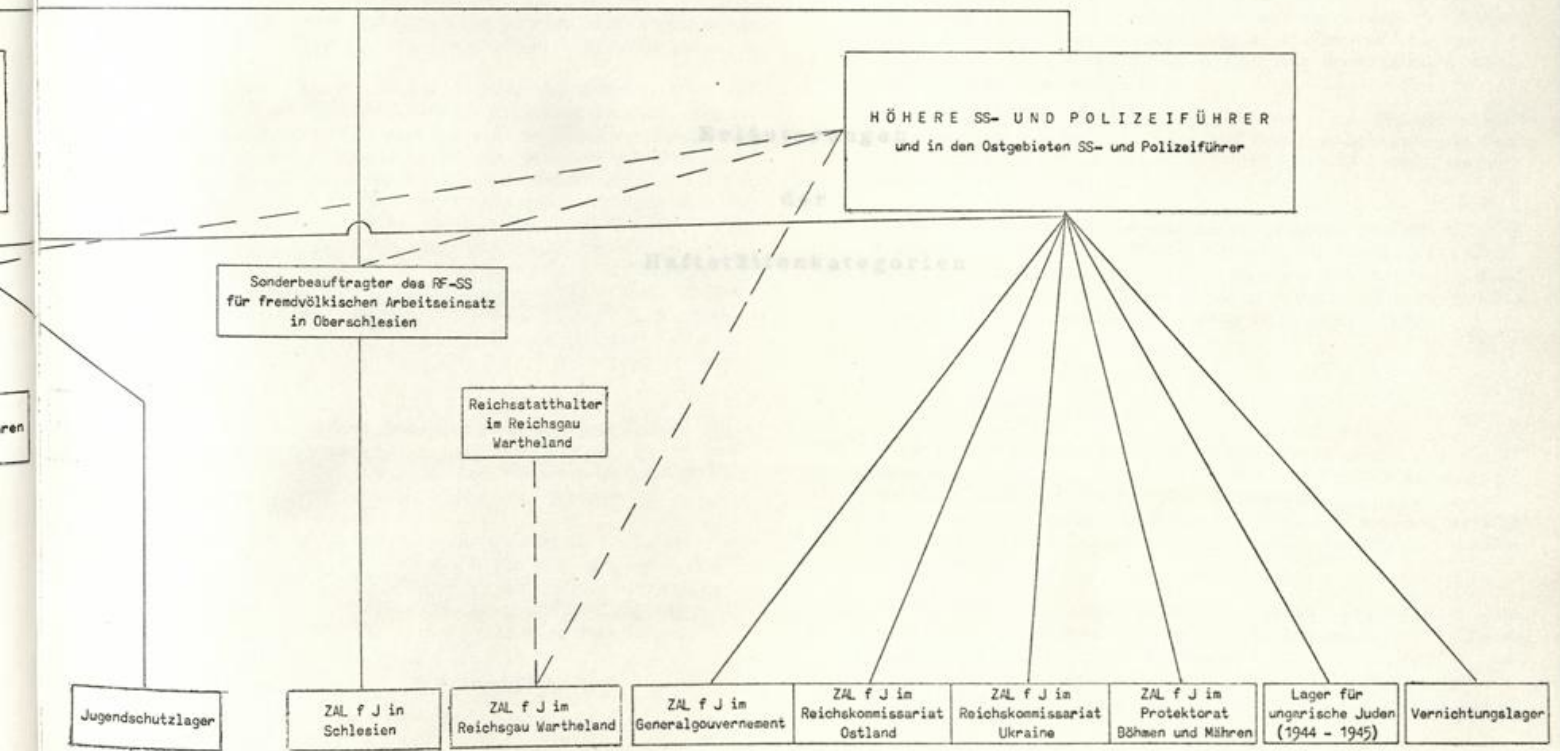 HÖHERE SS- UND POLIZEIFÜHRER
und in den Ostgebieten SS- und Polizeiführer
Erläuterungen
der
Haftstättenkategorien
Sonderbeauftragter des RF-SS
für fremdvölkischen Arbeitseinsatz
in Oberschlesien
Reichsstatthalter
im Reichsgau
Wartheland
ren
Jugendschutzlager
ZAL f J in
Schlesien
ZAL f J im
Reichsgau Wartheland
ZAL f J im
Generalgouvernement
ZAL f J im
Reichskommissariat
Ostland
ZAL f J im
Reichskommissariat
Ukraine
ZAL f J im
Protektorat
Böhmen und Mähren
Lager für
ungarische Juden
(1944 - 1945)
Vernichtungslager